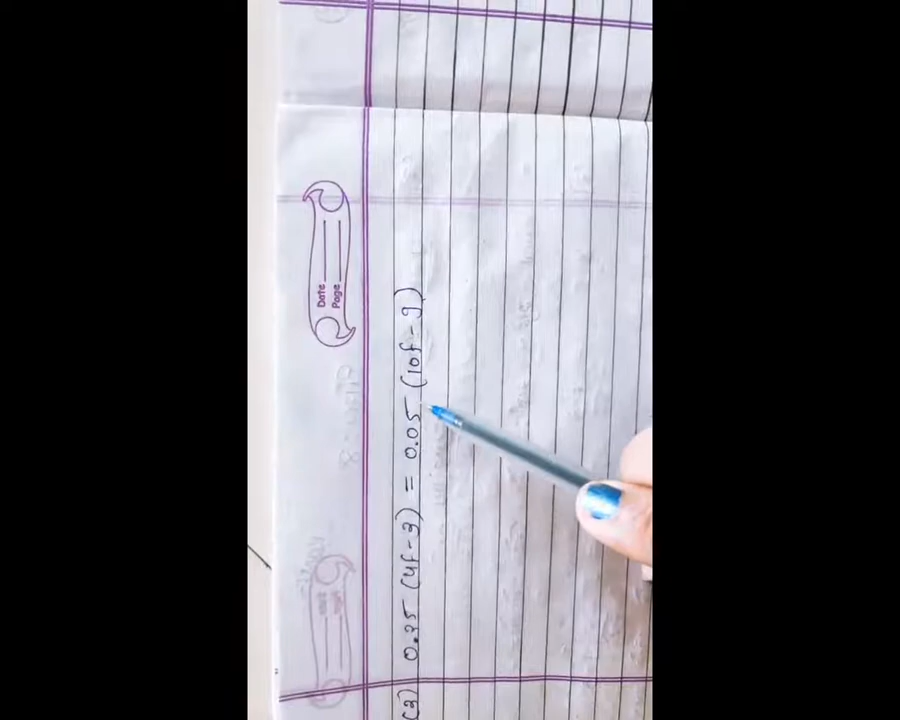 Date
Page
(3) 0.25 (4f-3) = 0.05 (10f-9)